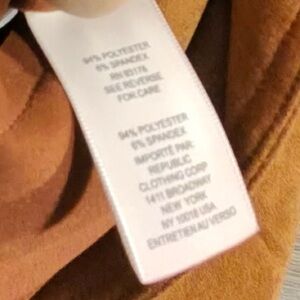 94% POLYESTER
6% SPANDEX
RN 93176
SEE REVERSE
FOR CARE
94% POLYESTER
6% SPANDEX
IMPORTÉ PAR:
REPUBLIC
CLOTHING CORP
1411 BROADWAY
NEW YORK
NY 10018 USA
ENTRETIEN AU VERSO